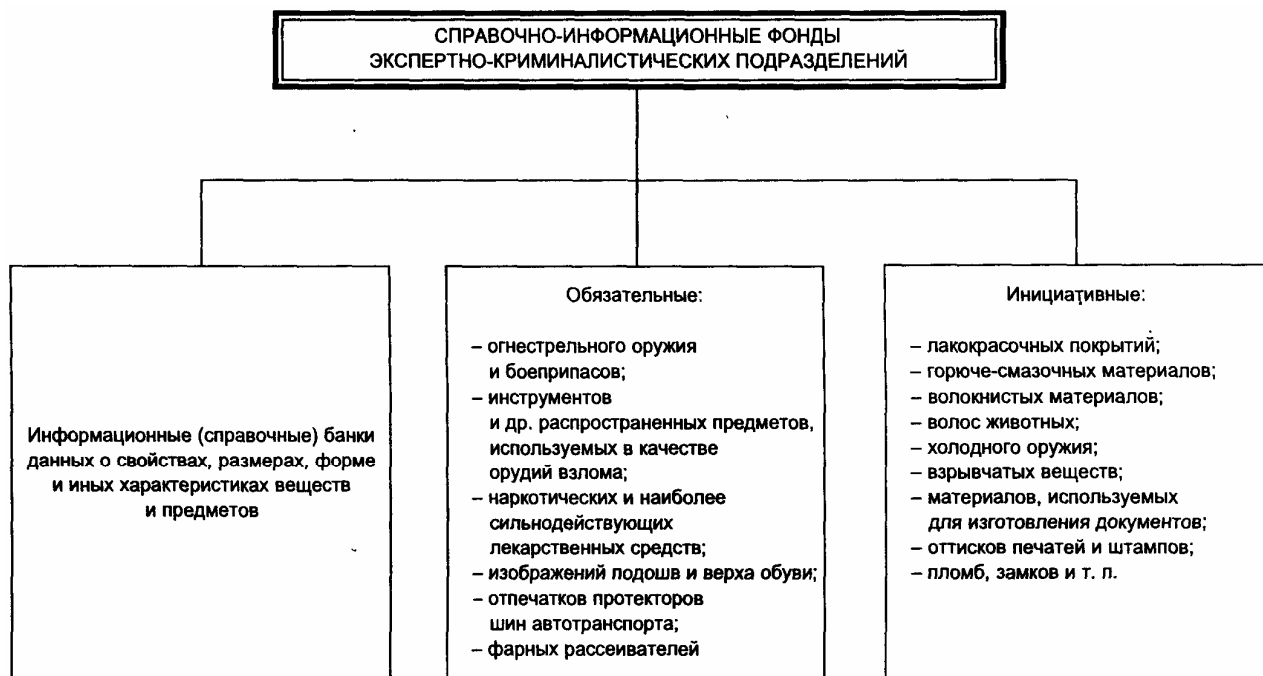 СПРАВОЧНО-ИНФОРМАЦИОННЫЕ ФОНДЫ
ЭКСПЕРТНО-КРИМИНАЛИСТИЧЕСКИХ ПОДРАЗДЕЛЕНИЙ
Информационные (справочные) банки
данных о свойствах, размерах, форме
и иных характеристиках веществ
и предметов
Обязательные:
– огнестрельного оружия
и боеприпасов;
– инструментов
и др. распространенных предметов,
используемых в качестве
орудий взлома;
– наркотических и наиболее
сильнодействующих
лекарственных средств;
– изображений подошв и верха обуви;
– отпечатков протекторов
шин автотранспорта;
– фарных рассеивателей
Инициативные:
– лакокрасочных покрытий;
– горюче-смазочных материалов;
– волокнистых материалов;
– волос животных;
– холодного оружия;
– взрывчатых веществ;
– материалов, используемых
для изготовления документов;
– оттисков печатей и штампов;
– пломб, замков и т. п.